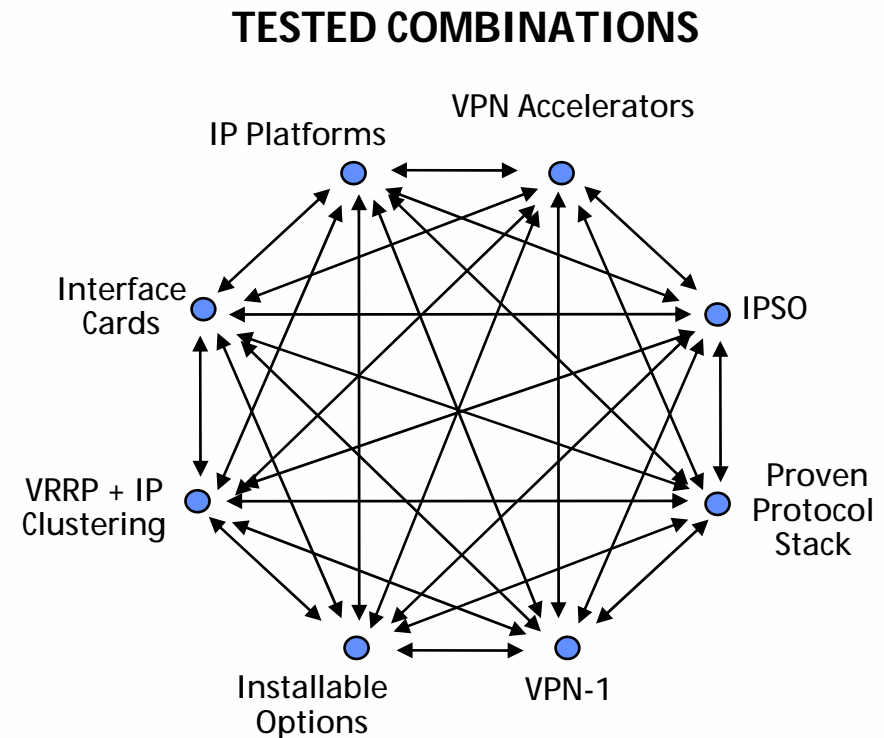 TESTED COMBINATIONS
VPN Accelerators
IP Platforms
Interface
Cards
IPSO
VRRP + IP
Clustering
Proven
Protocol
Stack
Installable
Options
VPN-1